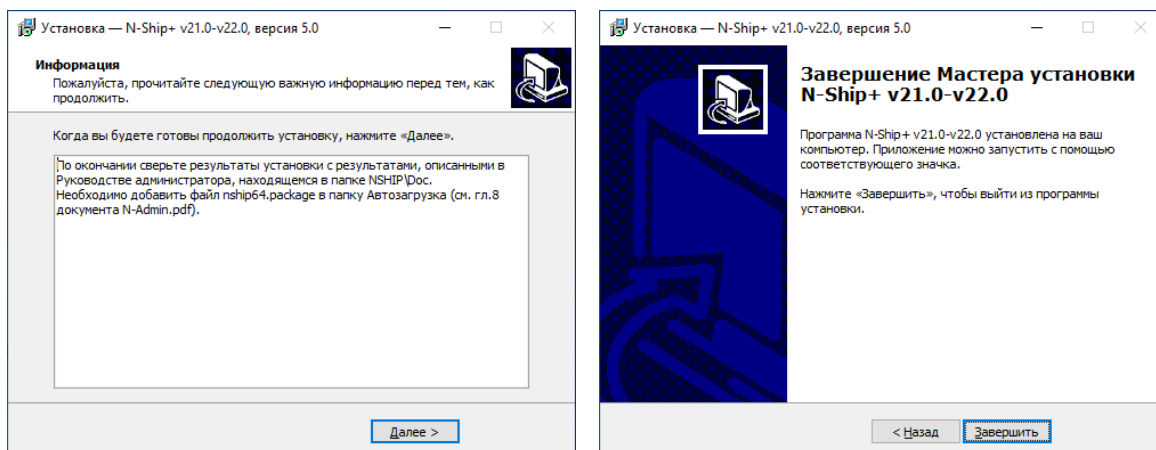 Установка — N-Ship+ v21.0-v22.0, версия 5.0
Информация
Пожалуйста, прочитайте следующую важную информацию перед тем, как
продолжить.
Когда вы будете готовы продолжить установку, нажмите «Далее».
По окончании сверьте результаты установки с результатами, описанными в
Руководстве администратора, находящемся в папке NSHIP\Doc.
Необходимо добавить файл nship64.package в папку Автозагрузка (см. гл.8
документа N-Admin.pdf).
Далее >
Установка — N-Ship+ v21.0-v22.0, версия 5.0
Завершение Мастера установки
N-Ship+ v21.0-v22.0
Программа N-Ship+ v21.0-v22.0 установлена на ваш
компьютер. Приложение можно запустить с помощью
соответствующего значка.
Нажмите «Завершить», чтобы выйти из программы
установки.
< Назад
Завершить